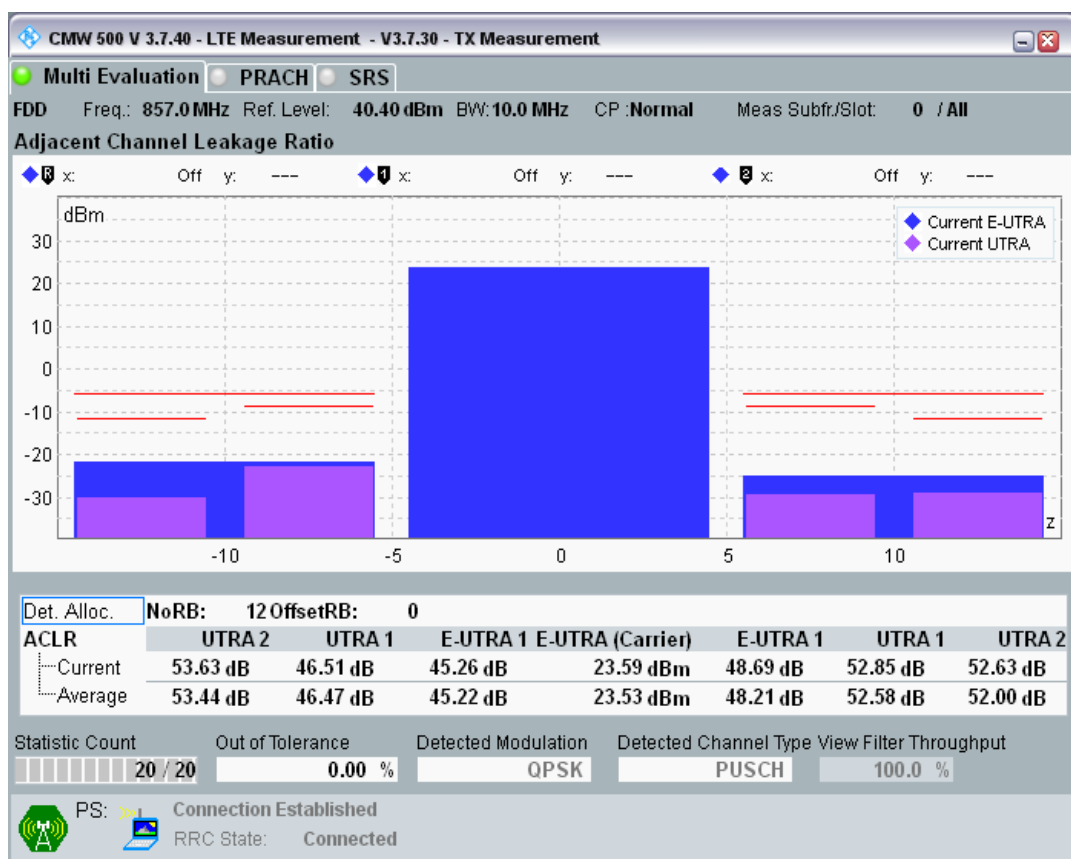 CMW 500 V 3.7.40 - LTE Measurement - V3.7.30 - TX Measurement
Multi Evaluation PRACH SRS
FDD Freq.: 857.0 MHz Ref. Level: 40.40 dBm BW: 10.0 MHz CP : Normal Meas Subfr./Slot: 0 / All
Adjacent Channel Leakage Ratio
R x: Off y: --- 1 x: Off y: --- 2 x: Off y: ---
dBm
Current E-UTRA
Current UTRA
30
20
10
0
-10
-20
-30
z
-10 -5 0 5 10
Det. Alloc. NoRB: 12 OffsetRB: 0
ACLR UTRA 2 UTRA 1 E-UTRA 1 E-UTRA (Carrier) E-UTRA 1 UTRA 1 UTRA 2
Current 53.63 dB 46.51 dB 45.26 dB 23.59 dBm 48.69 dB 52.85 dB 52.63 dB
Average 53.44 dB 46.47 dB 45.22 dB 23.53 dBm 48.21 dB 52.58 dB 52.00 dB
Statistic Count Out of Tolerance Detected Modulation Detected Channel Type View Filter Throughput
20 / 20 0.00 % QPSK PUSCH 100.0 %
PS: Connection Established
RRC State: Connected